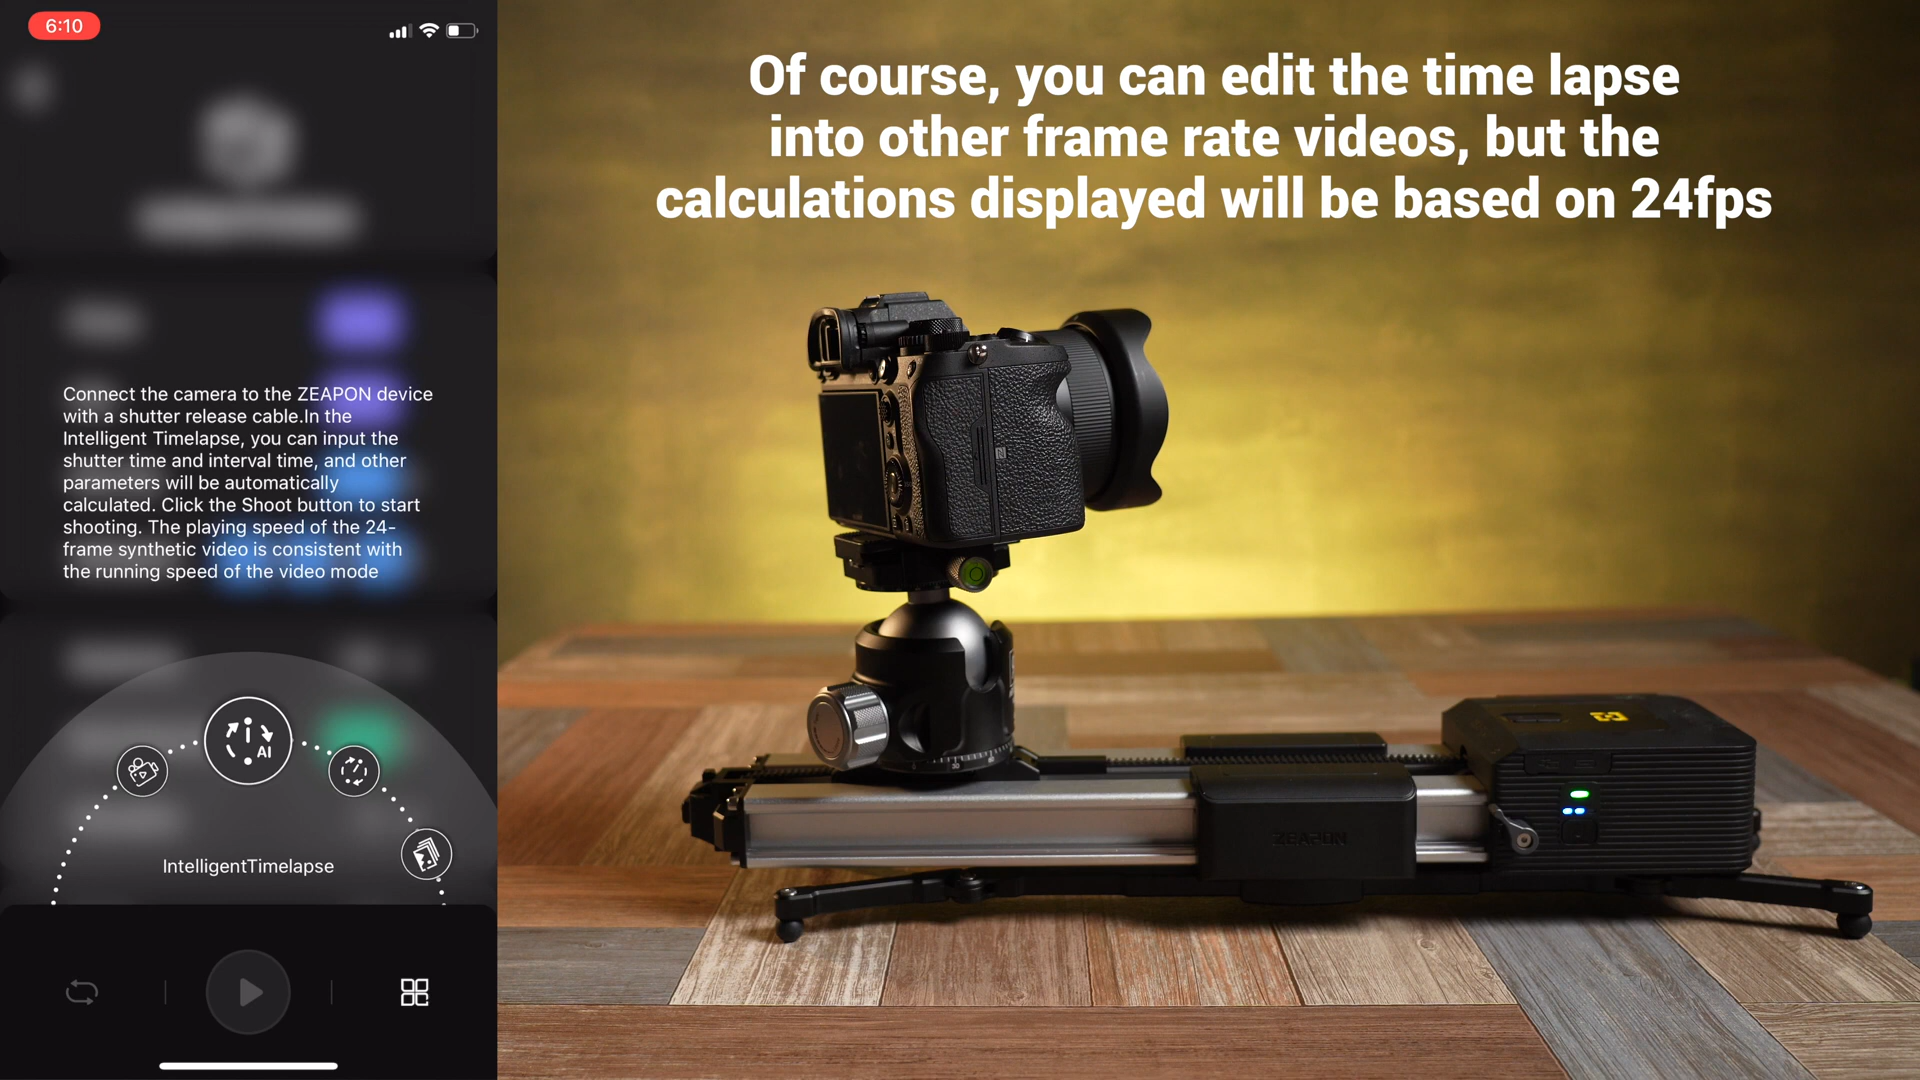 6:10
Of course, you can edit the time lapse
into other frame rate videos, but the
calculations displayed will be based on 24fps
Connect the camera to the ZEAPON device
with a shutter release cable.In the
Intelligent Timelapse, you can input the
shutter time and interval time, and other
parameters will be automatically
calculated. Click the Shoot button to start
shooting. The playing speed of the 24-
frame synthetic video is consistent with
the running speed of the video mode
AI
IntelligentTimelapse
ZEAPON